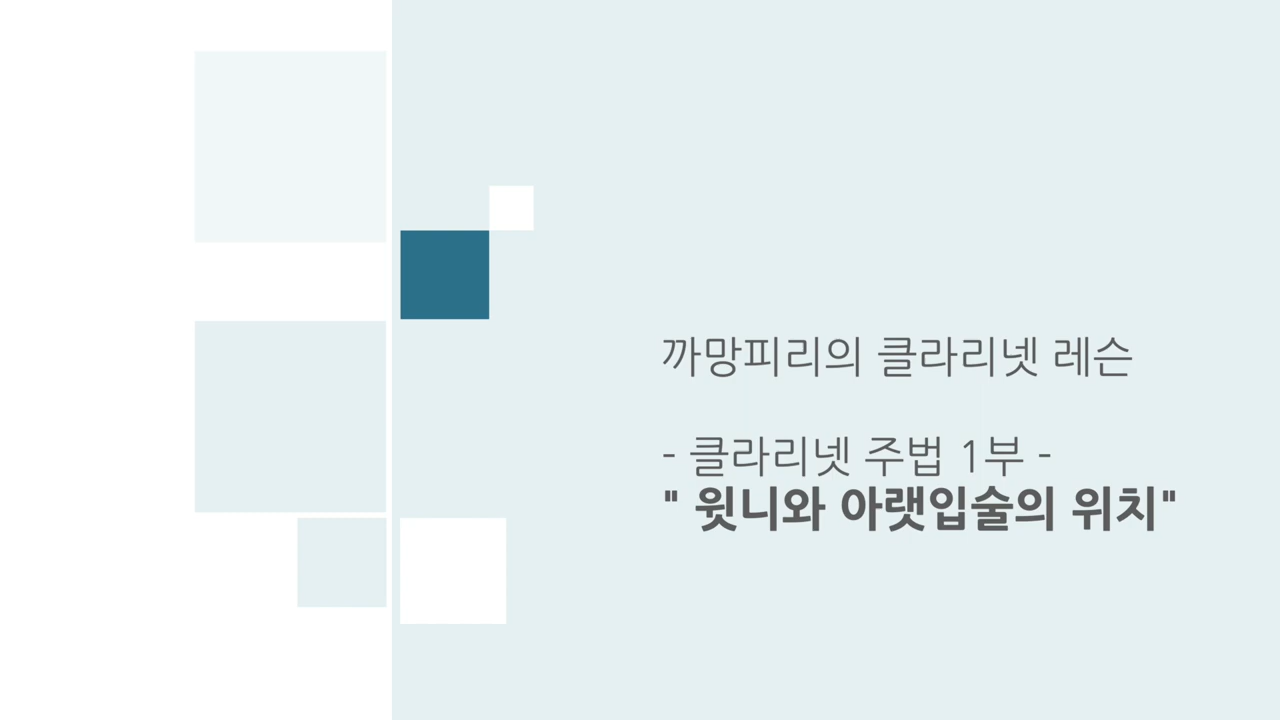 까망피리의 클라리넷 레슨
- 클라리넷 주법 1부 -
" 윗니와 아랫입술의 위치"